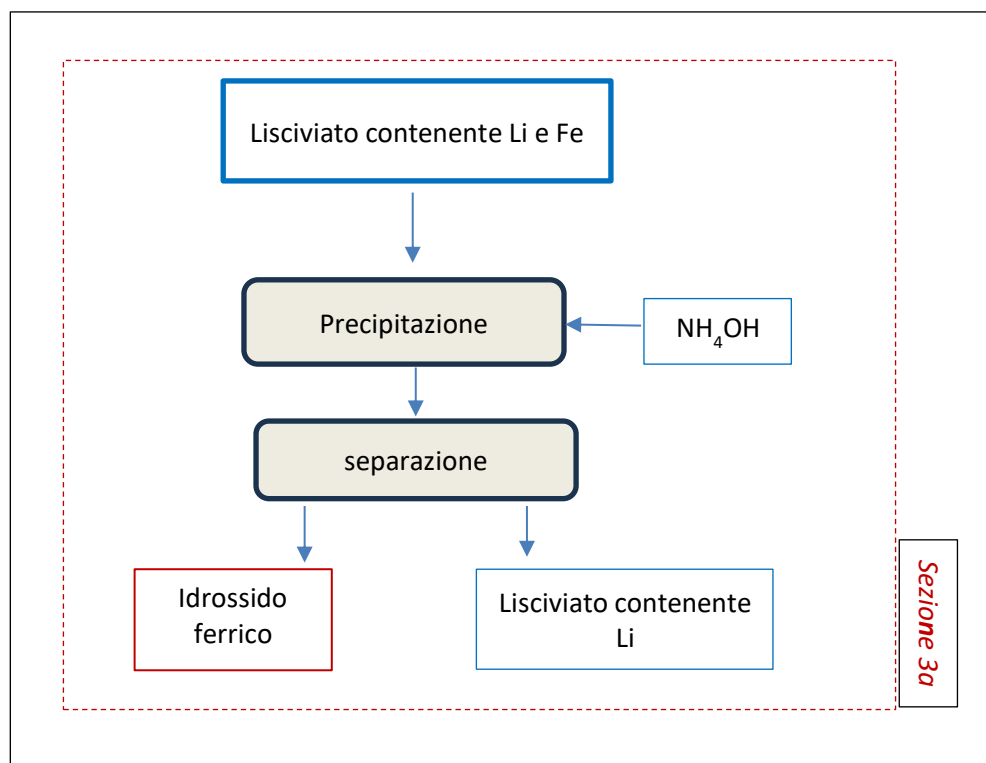 Lisciviato contenente Li e Fe
Precipitazione
NH₄OH
separazione
Idrossido
ferrico
Lisciviato contenente
Li
Sezione 3a